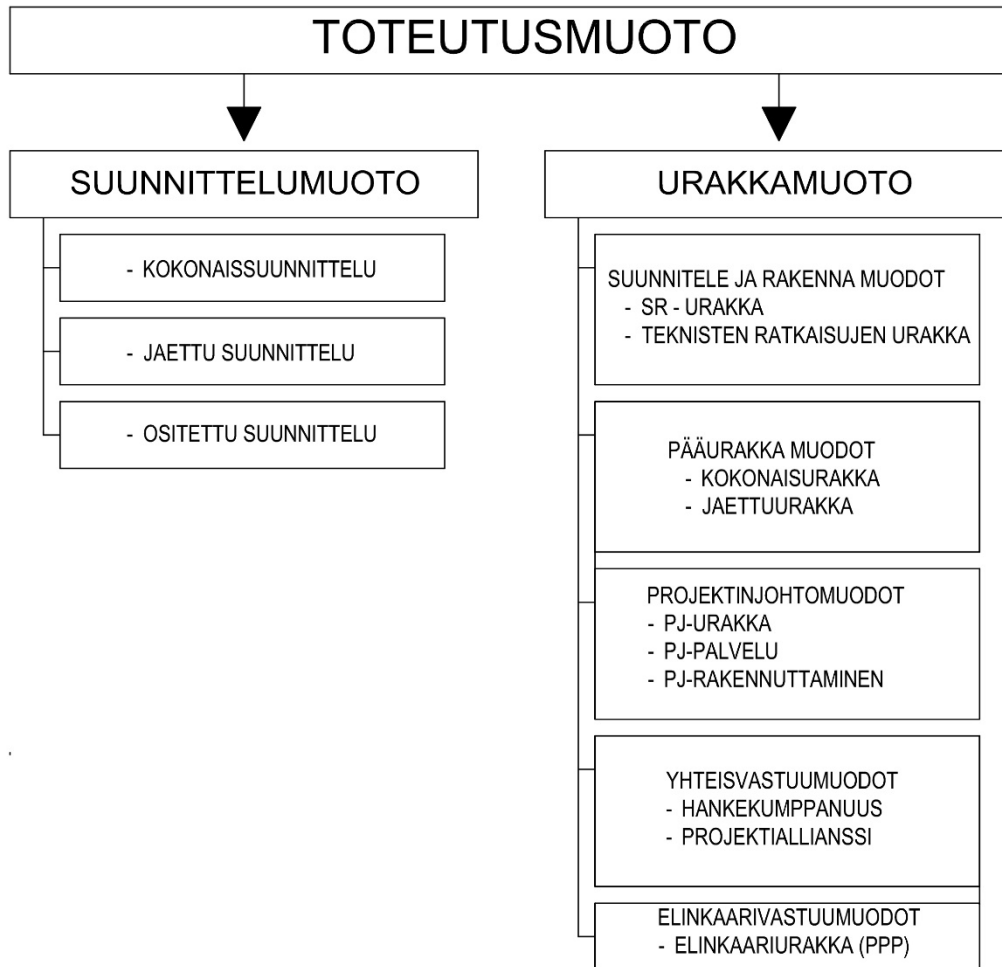 TOTEUTUSMUOTO
SUUNNITTELUMUOTO
- KOKONAISSUUNNITTELU
- JAETTU SUUNNITTELU
- OSITETTU SUUNNITTELU
URAKKAMUOTO
SUUNNITELE JA RAKENNA MUODOT
- SR - URAKKA
- TEKNISTEN RATKAISUJEN URAKKA
PÄÄURAKKA MUODOT
- KOKONAISURAKKA
- JAETTUURAKKA
PROJEKTINJOHTOMUODOT
- PJ-URAKKA
- PJ-PALVELU
- PJ-RAKENNUTTAMINEN
YHTEISVASTUUMUODOT
- HANKEKUMPPANUUS
- PROJEKTIALLIANSSI
ELINKAARIVASTUUMUODOT
- ELINKAARIURAKKA (PPP)